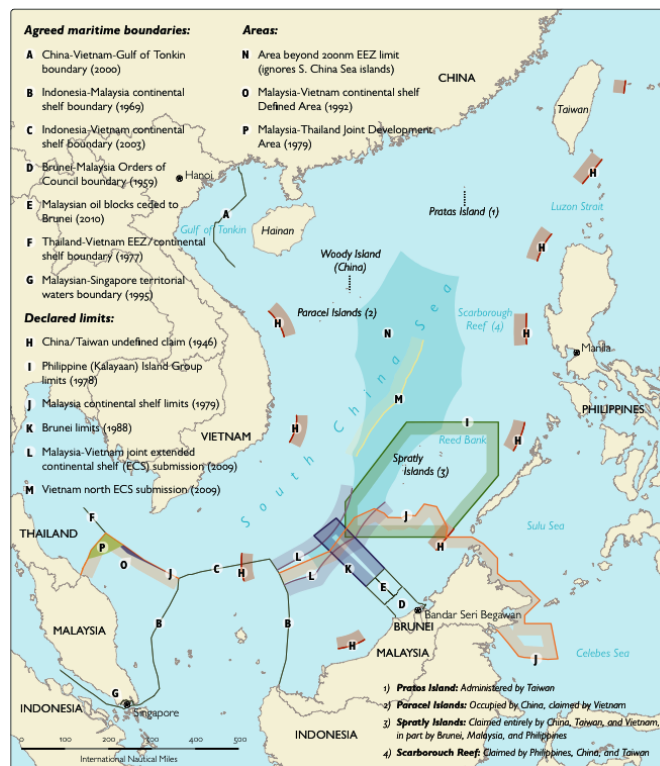 Agreed maritime boundaries:
A China-Vietnam-Gulf of Tonkin
boundary (2000)
B Indonesia-Malaysia continental
shelf boundary (1969)
C Indonesia-Vietnam continental
shelf boundary (2003)
D Brunei-Malaysia Orders of
Council boundary (1959)
E Malaysian oil blocks ceded to
Brunei (2010)
F Thailand-Vietnam EEZ/continental
shelf boundary (1977)
G Malaysian-Singapore territorial
waters boundary (1995)
Declared limits:
H China/Taiwan undefined claim (1946)
I Philippine (Kalayaan) Island Group
limits (1978)
J Malaysia continental shelf limits (1979)
K Brunei limits (1988)
L Malaysia-Vietnam joint extended
continental shelf (ECS) submission (2009)
M Vietnam north ECS submission (2009)
Areas:
N Area beyond 200nm EEZ limit
(ignores S. China Sea islands)
O Malaysia-Vietnam continental shelf
Defined Area (1992)
P Malaysia-Thailand Joint Development
Area (1979)
CHINA
Taiwan
H
Hanoi
A
Gulf of Tonkin
Hainan
Pratas Island (1)
Luzon Strait
Woody Island
(China)
H
Paracel Islands (2)
H
N
Scarborough
Reef (4)
H
Manila
South China Sea
M
PHILIPPINES
VIETNAM
H
I
Reed Bank
H
Spratly
Islands (3)
THAILAND
F
P
O
J
C
H
L
L
K
J
H
Sulu Sea
E
D
B
B
Bandar Seri Begawan
BRUNEI
MALAYSIA
H
MALAYSIA
J
Celebes Sea
G
Singapore
INDONESIA
INDONESIA
0 100 200 300 400 500
International Nautical Miles
1) Pratos Island: Administered by Taiwan
2) Paracel Islands: Occupied by China, claimed by Vietnam
3) Spratly Islands: Claimed entirely by China, Taiwan, and Vietnam,
in part by Brunei, Malaysia, and Philippines
4) Scarborouch Reef: Claimed by Philippines, China, and Taiwan